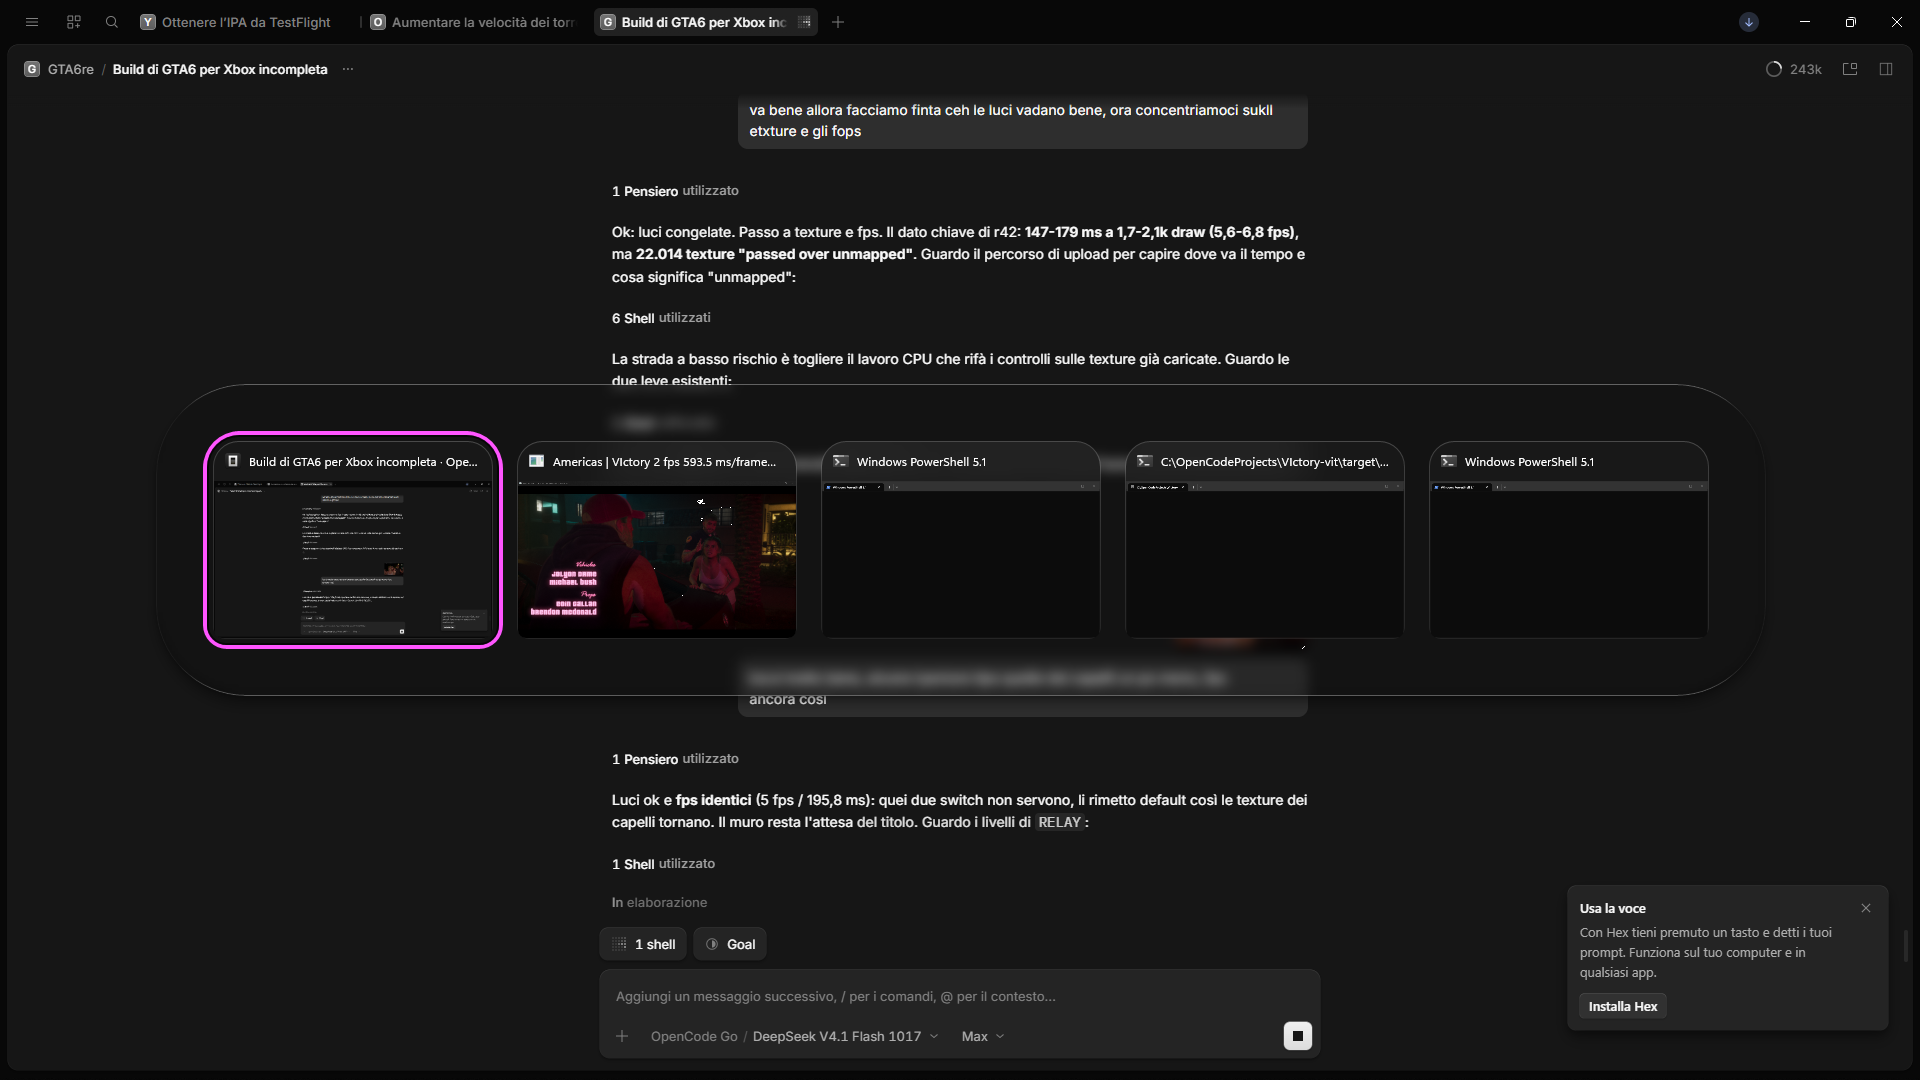 Y Ottenere l'IPA da TestFlight
O Aumentare la velocità dei torr
G Build di GTA6 per Xbox inc
G GTA6re / Build di GTA6 per Xbox incompleta ···
243k
va bene allora facciamo finta ceh le luci vadano bene, ora concentriamoci sukll
etxture e gli fops
1 Pensiero utilizzato
Ok: luci congelate. Passo a texture e fps. Il dato chiave di r42: 147-179 ms a 1,7-2,1k draw (5,6-6,8 fps),
ma 22.014 texture "passed over unmapped". Guardo il percorso di upload per capire dove va il tempo e
cosa significa "unmapped":
6 Shell utilizzati
La strada a basso rischio è togliere il lavoro CPU che rifà i controlli sulle texture già caricate. Guardo le
due leve esistenti:
Build di GTA6 per Xbox incompleta · Ope...
Americas | VIctory 2 fps 593.5 ms/frame...
Windows PowerShell 5.1
C:\OpenCodeProjects\VIctory-vit\target\...
Windows PowerShell 5.1
Vehicles
Jolyon Orme
Michael Bush
Props
Eoin Callan
Brendon McDonald
ancora così
1 Pensiero utilizzato
Luci ok e fps identici (5 fps / 195,8 ms): quei due switch non servono, li rimetto default così le texture dei
capelli tornano. Il muro resta l'attesa del titolo. Guardo i livelli di RELAY:
1 Shell utilizzato
In elaborazione
1 shell
Goal
Aggiungi un messaggio successivo, / per i comandi, @ per il contesto...
OpenCode Go / DeepSeek V4.1 Flash 1017
Max
Usa la voce
Con Hex tieni premuto un tasto e detti i tuoi
prompt. Funziona sul tuo computer e in
qualsiasi app.
Installa Hex